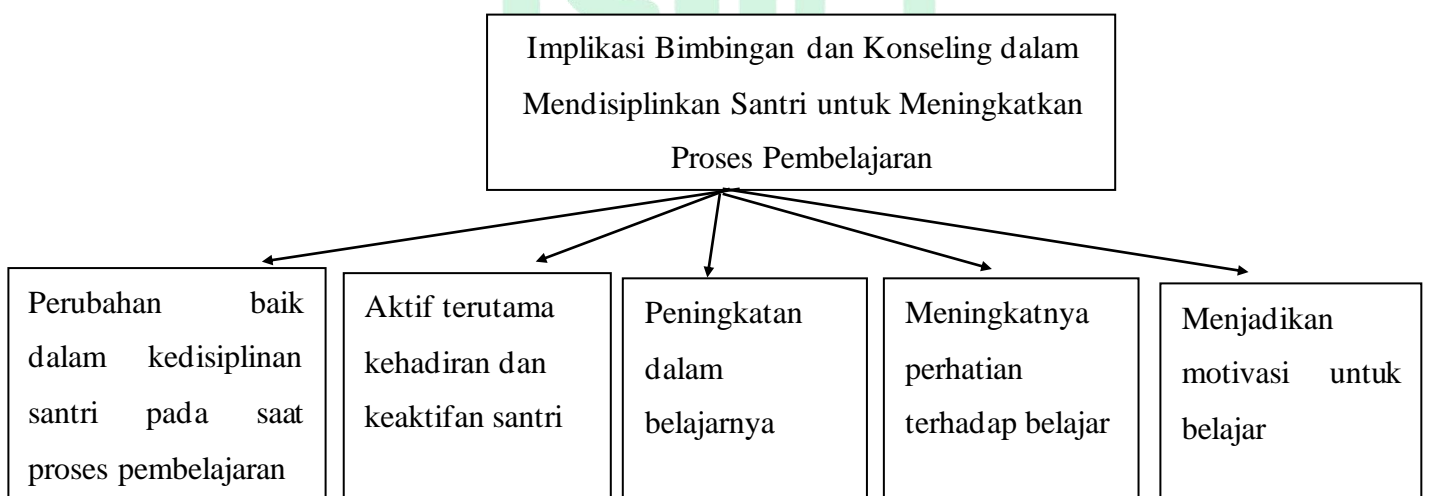 Implikasi Bimbingan dan Konseling dalam
Mendisiplinkan Santri untuk Meningkatkan
Proses Pembelajaran
Perubahan baik
dalam kedisiplinan
santri pada saat
proses pembelajaran
Aktif terutama
kehadiran dan
keaktifan santri
Peningkatan
dalam
belajarnya
Meningkatnya
perhatian
terhadap belajar
Menjadikan
motivasi untuk
belajar